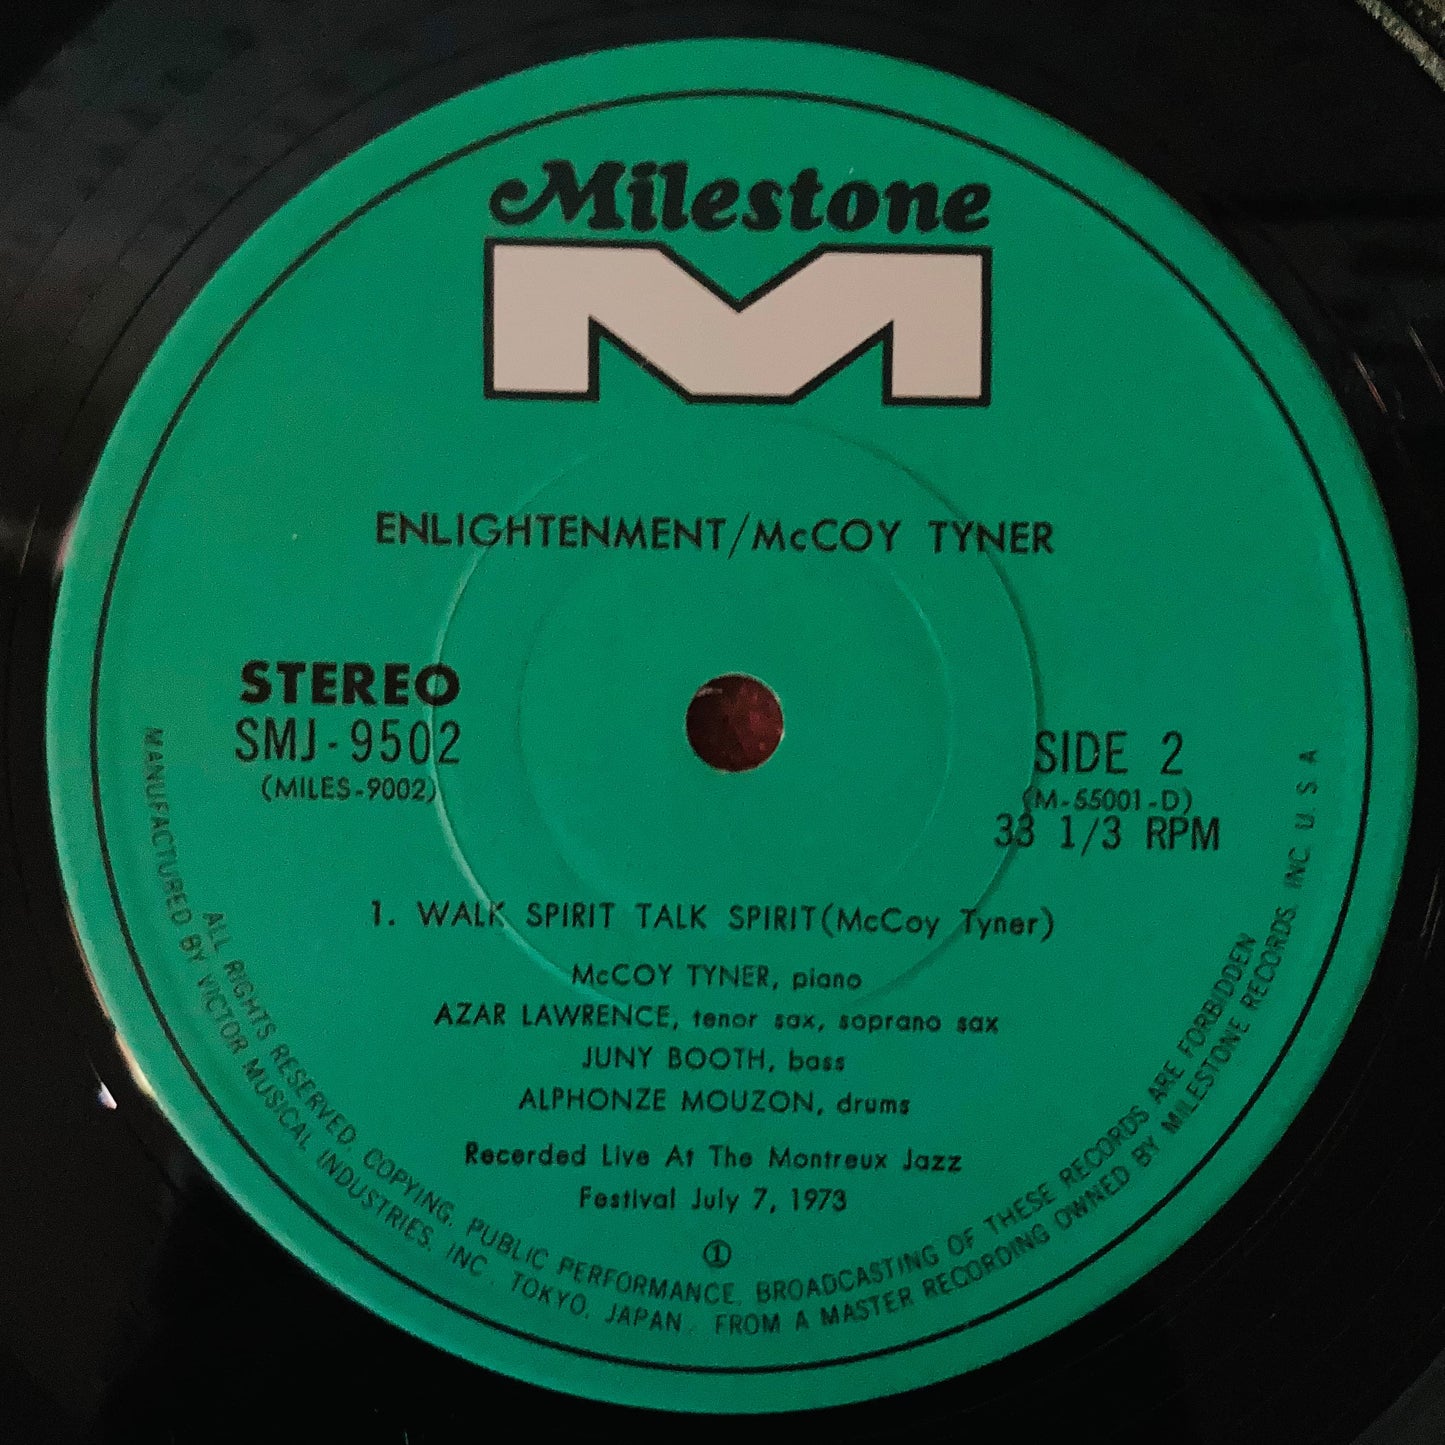 Milestone
ENLIGHTENMENT/McCOY TYNER
STEREO
SMJ-9502
(MILES-9002)
SIDE 2
(M-55001-D)
33 1/3 RPM
1. WALK SPIRIT TALK SPIRIT(McCoy Tyner)
McCOY TYNER, piano
AZAR LAWRENCE, tenor sax, soprano sax
JUNY BOOTH, bass
ALPHONZE MOUZON, drums
Recorded Live At The Montreux Jazz
Festival July 7, 1973
①
ALL RIGHTS RESERVED. COPYING. PUBLIC PERFORMANCE. BROADCASTING OF THESE RECORDS ARE FORBIDDEN
MANUFACTURED BY VICTOR MUSICAL INDUSTRIES. INC. TOKYO. JAPAN. FROM A MASTER RECORDING OWNED BY MILESTONE RECORDS. INC. U.S.A